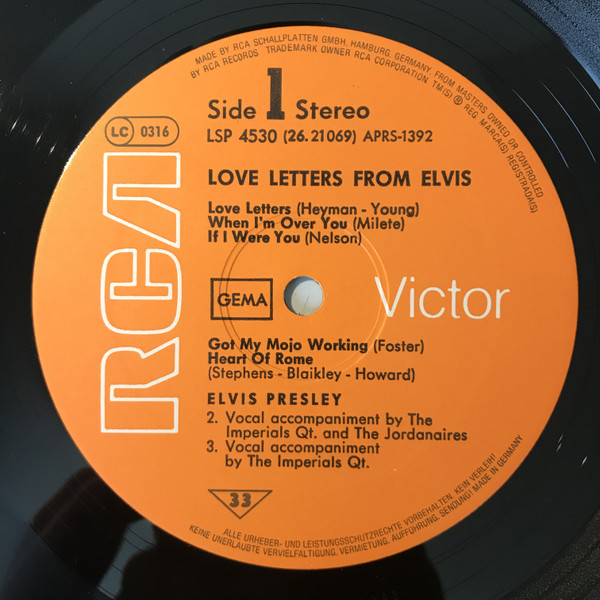 MADE BY RCA SCHALLPLATTEN GMBH, HAMBURG, GERMANY, FROM MASTERS OWNED OR CONTROLLED
BY RCA RECORDS TRADEMARK OWNER RCA CORPORATION. TM(S) ® REG. MARCA(S) REGISTRADA(S)
Side 1 Stereo
LC 0316
LSP 4530 (26.21069) APRS-1392
LOVE LETTERS FROM ELVIS
Love Letters (Heyman - Young)
When I'm Over You (Milete)
If I Were You (Nelson)
RCA
GEMA
Victor
Got My Mojo Working (Foster)
Heart Of Rome
(Stephens - Blaikley - Howard)
ELVIS PRESLEY
2. Vocal accompaniment by The
Imperials Qt. and The Jordanaires
3. Vocal accompaniment
by The Imperials Qt.
33
ALLE URHEBER- UND LEISTUNGSSCHUTZRECHTE VORBEHALTEN. KEIN VERLEIH!
KEINE UNERLAUBTE VERVIELFÄLTIGUNG, VERMIETUNG, AUFFÜHRUNG, SENDUNG! MADE IN GERMANY